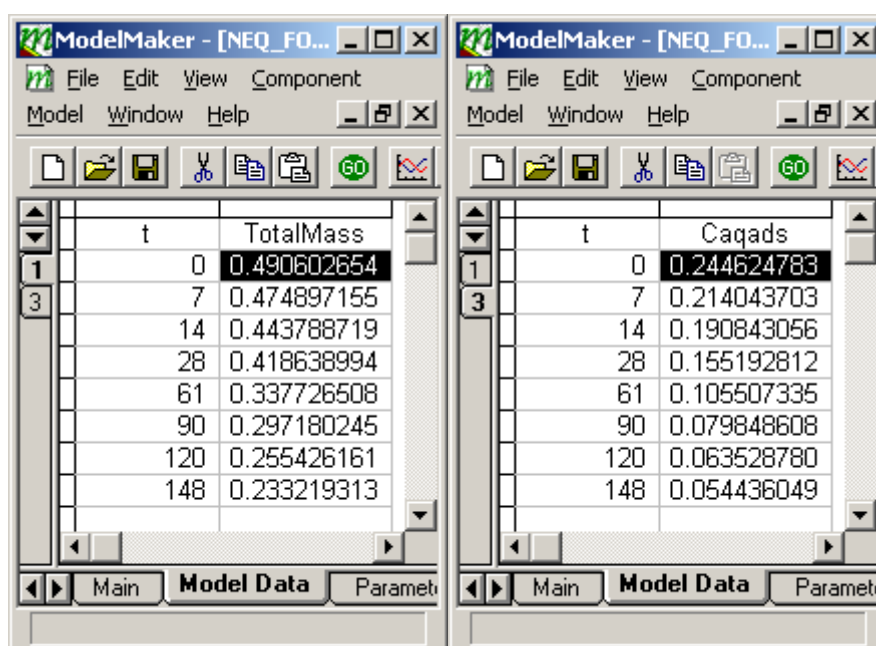 ModelMaker - [NEQ_FO...
File Edit View Component
Model Window Help
GO
t TotalMass
1
3
0 0.490602654
7 0.474897155
14 0.443788719
28 0.418638994
61 0.337726508
90 0.297180245
120 0.255426161
148 0.233219313
Main Model Data Paramet
ModelMaker - [NEQ_FO...
File Edit View Component
Model Window Help
GO
t Caqads
1
3
0 0.244624783
7 0.214043703
14 0.190843056
28 0.155192812
61 0.105507335
90 0.079848608
120 0.063528780
148 0.054436049
Main Model Data Paramet